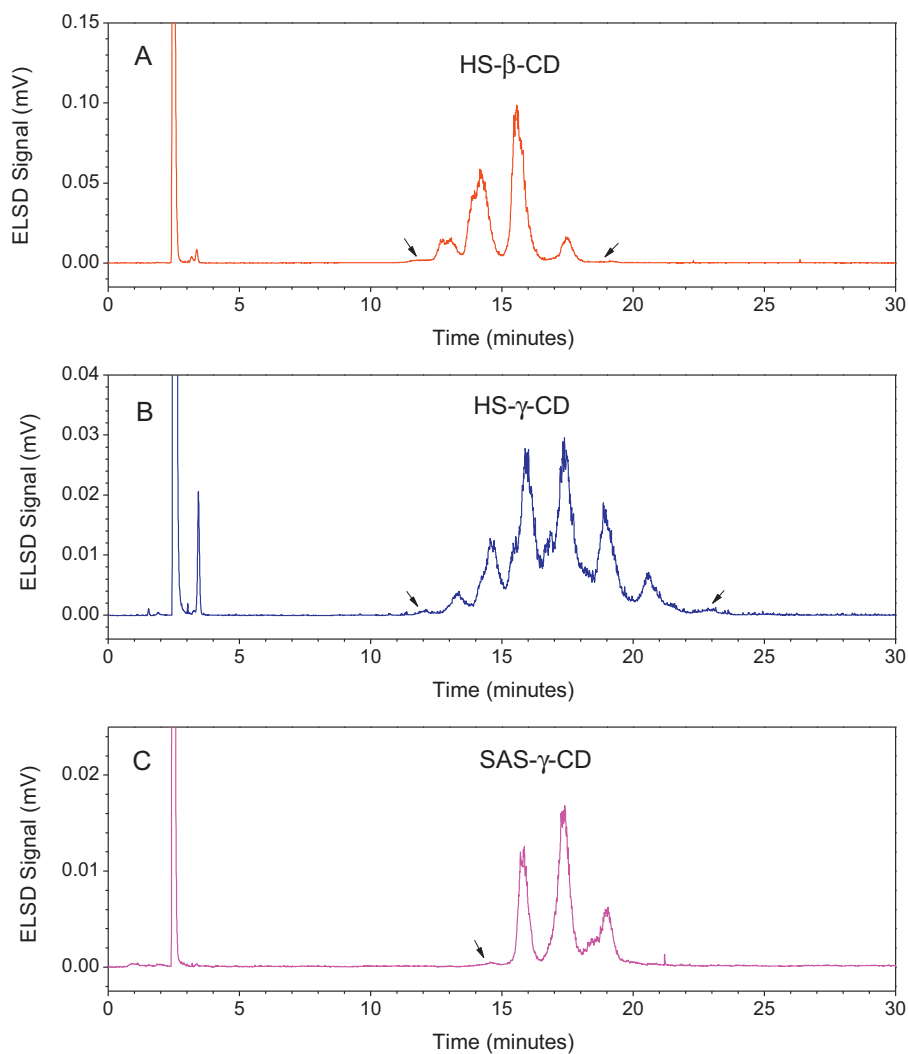 A
HS-β-CD
ELSD Signal (mV)
0.15
0.10
0.05
0.00
0 5 10 15 20 25 30
Time (minutes)
B
HS-γ-CD
ELSD Signal (mV)
0.04
0.03
0.02
0.01
0.00
0 5 10 15 20 25 30
Time (minutes)
C
SAS-γ-CD
ELSD Signal (mV)
0.02
0.01
0.00
0 5 10 15 20 25 30
Time (minutes)